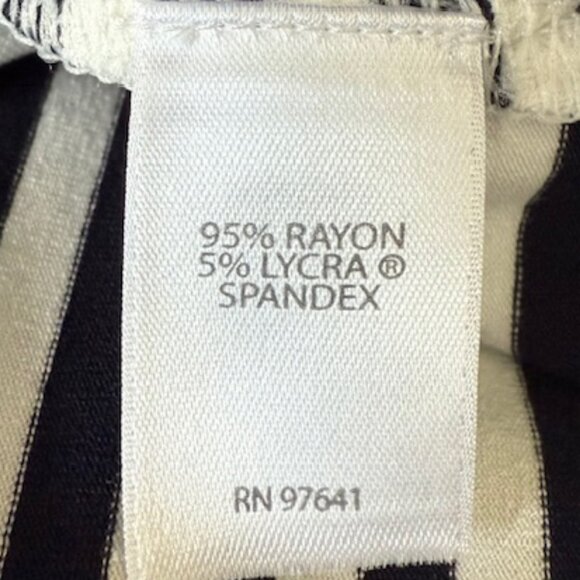 95% RAYON
5% LYCRA ®
SPANDEX
RN 97641